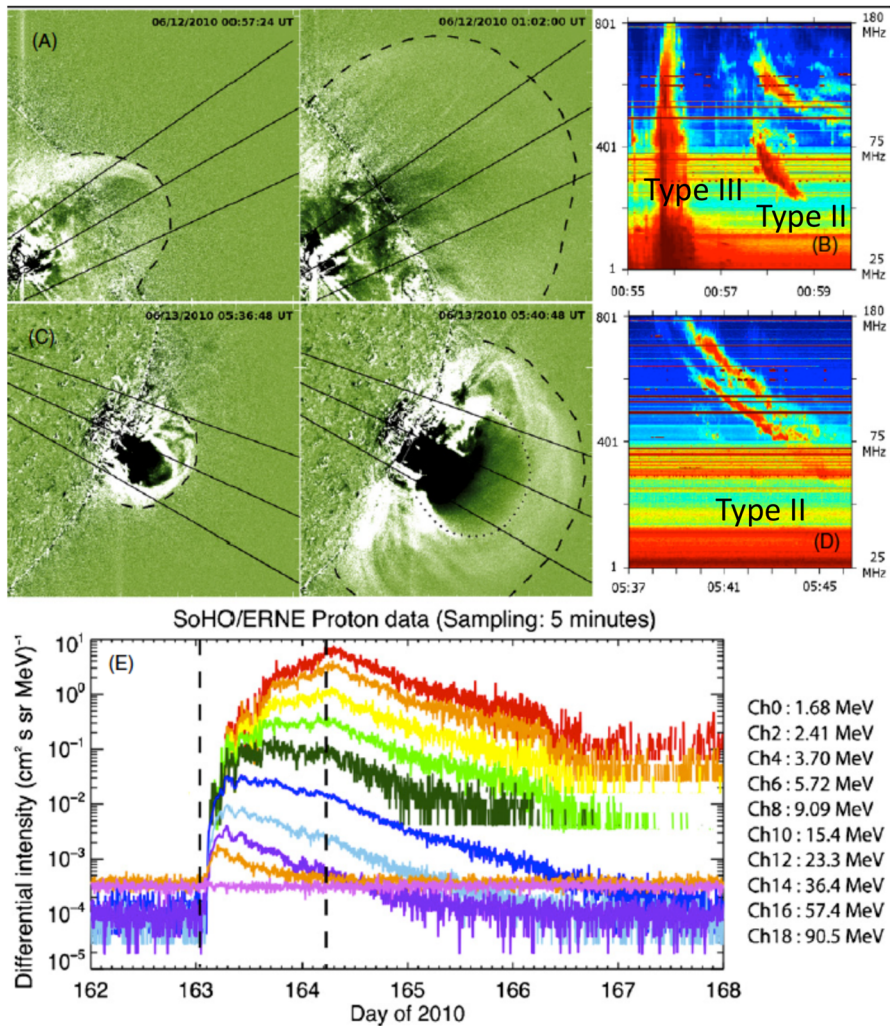 (A)
06/12/2010 00:57:24 UT
06/12/2010 01:02:00 UT
801
401
1
180
MHz
75
MHz
25
MHz
Type III
Type II
(B)
00:55
00:57
00:59
(C)
06/13/2010 05:36:48 UT
06/13/2010 05:40:48 UT
801
401
1
180
MHz
75
MHz
25
MHz
Type II
(D)
05:37
05:41
05:45
SoHO/ERNE Proton data (Sampling: 5 minutes)
(E)
Differential intensity (cm² s sr MeV)⁻¹
10¹
10⁰
10⁻¹
10⁻²
10⁻³
10⁻⁴
10⁻⁵
162
163
164
165
166
167
168
Day of 2010
Ch0 : 1.68 MeV
Ch2 : 2.41 MeV
Ch4 : 3.70 MeV
Ch6 : 5.72 MeV
Ch8 : 9.09 MeV
Ch10 : 15.4 MeV
Ch12 : 23.3 MeV
Ch14 : 36.4 MeV
Ch16 : 57.4 MeV
Ch18 : 90.5 MeV